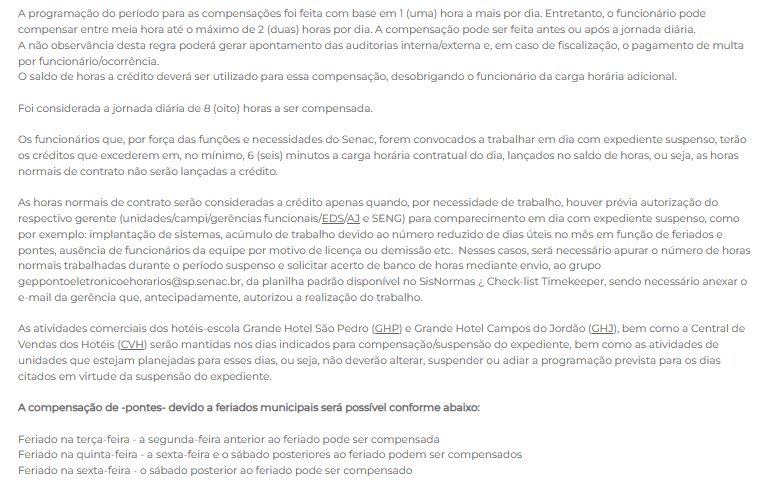 A programação do período para as compensações foi feita com base em 1 (uma) hora a mais por dia. Entretanto, o funcionário pode
compensar entre meia hora até o máximo de 2 (duas) horas por dia. A compensação pode ser feita antes ou após a jornada diária.
A não observância desta regra poderá gerar apontamento das auditorias interna/externa e, em caso de fiscalização, o pagamento de multa
por funcionário/ocorrência.
O saldo de horas a crédito deverá ser utilizado para essa compensação, desobrigando o funcionário da carga horária adicional.
Foi considerada a jornada diária de 8 (oito) horas a ser compensada.
Os funcionários que, por força das funções e necessidades do Senac, forem convocados a trabalhar em dia com expediente suspenso, terão
os créditos que excederem em, no mínimo, 6 (seis) minutos a carga horária contratual do dia, lançados no saldo de horas, ou seja, as horas
normais de contrato não serão lançadas a crédito.
As horas normais de contrato serão consideradas a crédito apenas quando, por necessidade de trabalho, houver prévia autorização do
respectivo gerente (unidades/campi/gerências funcionais/EDS/AJ e SENG) para comparecimento em dia com expediente suspenso, como
por exemplo: implantação de sistemas, acúmulo de trabalho devido ao número reduzido de dias úteis no mês em função de feriados e
pontes, ausência de funcionários da equipe por motivo de licença ou demissão etc. Nesses casos, será necessário apurar o número de horas
normais trabalhadas durante o período suspenso e solicitar acerto de banco de horas mediante envio, ao grupo
geppontoeletronicoehorarios@sp.senac.br, da planilha padrão disponível no SisNormas ¿ Check-list Timekeeper, sendo necessário anexar o
e-mail da gerência que, antecipadamente, autorizou a realização do trabalho.
As atividades comerciais dos hotéis-escola Grande Hotel São Pedro (GHP) e Grande Hotel Campos do Jordão (GHJ), bem como a Central de
Vendas dos Hotéis (CVH) serão mantidas nos dias indicados para compensação/suspensão do expediente, bem como as atividades de
unidades que estejam planejadas para esses dias, ou seja, não deverão alterar, suspender ou adiar a programação prevista para os dias
citados em virtude da suspensão do expediente.
A compensação de -pontes- devido a feriados municipais será possível conforme abaixo:
Feriado na terça-feira - a segunda-feira anterior ao feriado pode ser compensada
Feriado na quinta-feira - a sexta-feira e o sábado posteriores ao feriado podem ser compensados
Feriado na sexta-feira - o sábado posterior ao feriado pode ser compensado